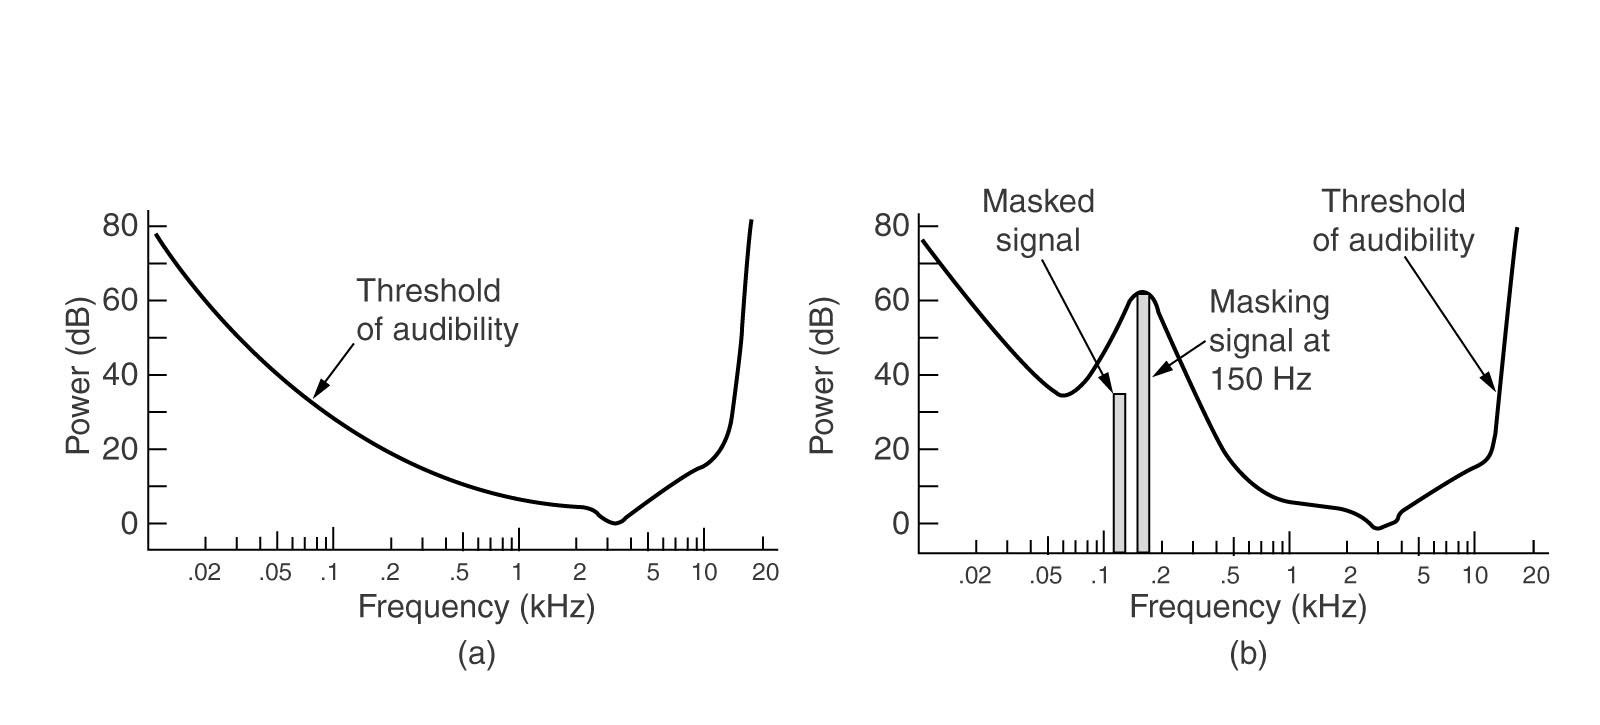 80
60
40
20
0
Power (dB)
Threshold
of audibility
.02 .05 .1 .2 .5 1 2 5 10 20
Frequency (kHz)
(a)
Masked
signal
Threshold
of audibility
Masking
signal at
150 Hz
80
60
40
20
0
Power (dB)
.02 .05 .1 .2 .5 1 2 5 10 20
Frequency (kHz)
(b)